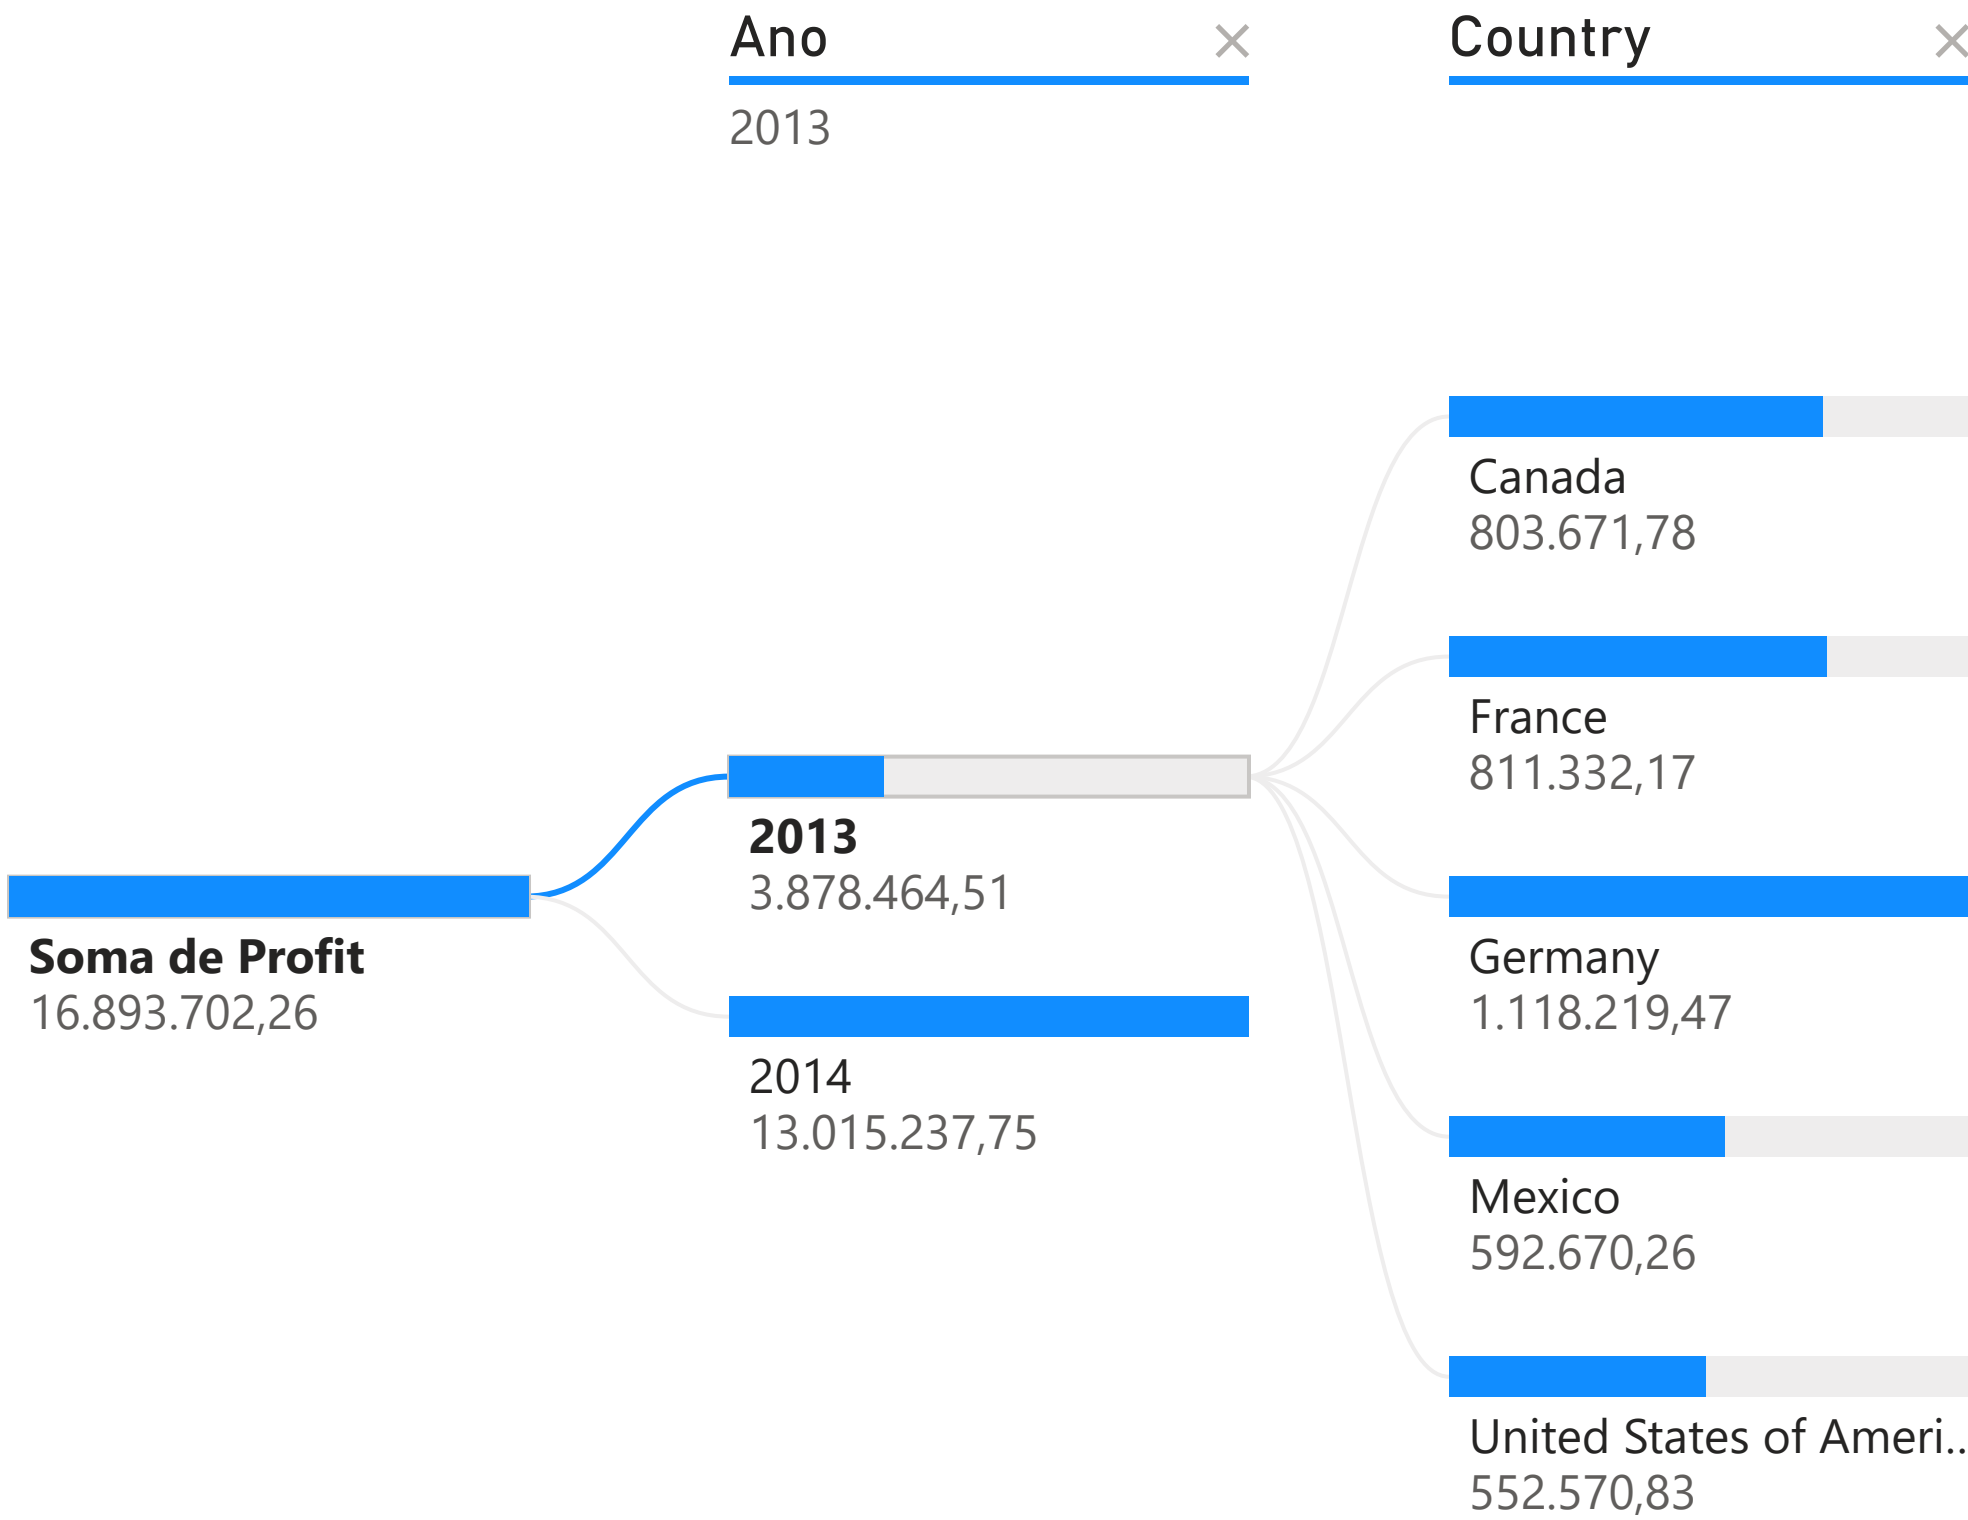 Ano
2013
Country
Soma de Profit
16.893.702,26
2013
3.878.464,51
2014
13.015.237,75
Canada
803.671,78
France
811.332,17
Germany
1.118.219,47
Mexico
592.670,26
United States of Ameri..
552.570,83